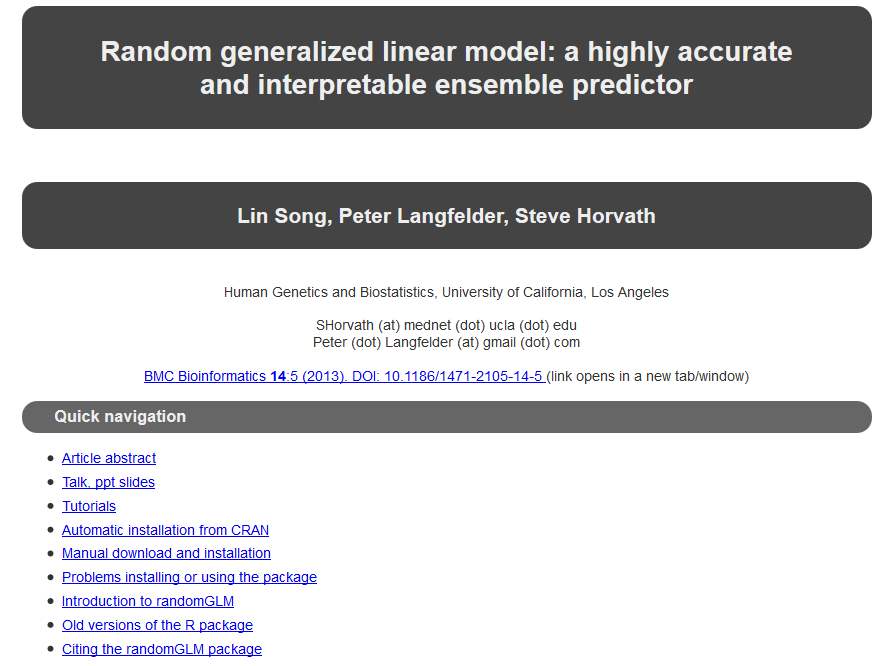 Random generalized linear model: a highly accurate
and interpretable ensemble predictor
Lin Song, Peter Langfelder, Steve Horvath
Human Genetics and Biostatistics, University of California, Los Angeles
SHorvath (at) mednet (dot) ucla (dot) edu
Peter (dot) Langfelder (at) gmail (dot) com
BMC Bioinformatics 14:5 (2013). DOI: 10.1186/1471-2105-14-5 (link opens in a new tab/window)
Quick navigation
Article abstract
Talk, ppt slides
Tutorials
Automatic installation from CRAN
Manual download and installation
Problems installing or using the package
Introduction to randomGLM
Old versions of the R package
Citing the randomGLM package